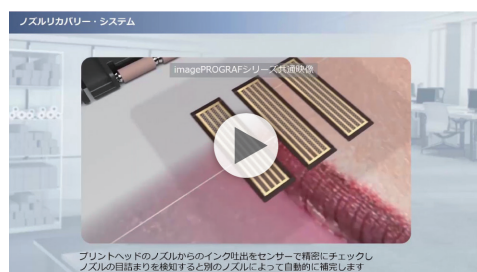 ノズルリカバリー・システム
imagePROGRAFシリーズ共通映像
プリントヘッドのノズルからのインク吐出をセンサーで精密にチェックし
ノズルの目詰まりを検知すると別のノズルによって自動的に補完します